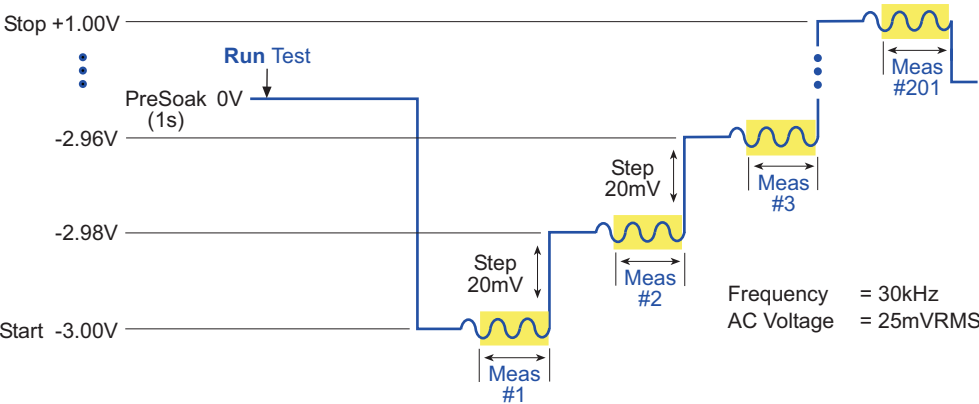 Stop +1.00V
Run Test
PreSoak 0V
(1s)
-2.96V
-2.98V
Start -3.00V
Step
20mV
Step
20mV
Meas
#1
Meas
#2
Meas
#3
Meas
#201
Frequency = 30kHz
AC Voltage = 25mVRMS